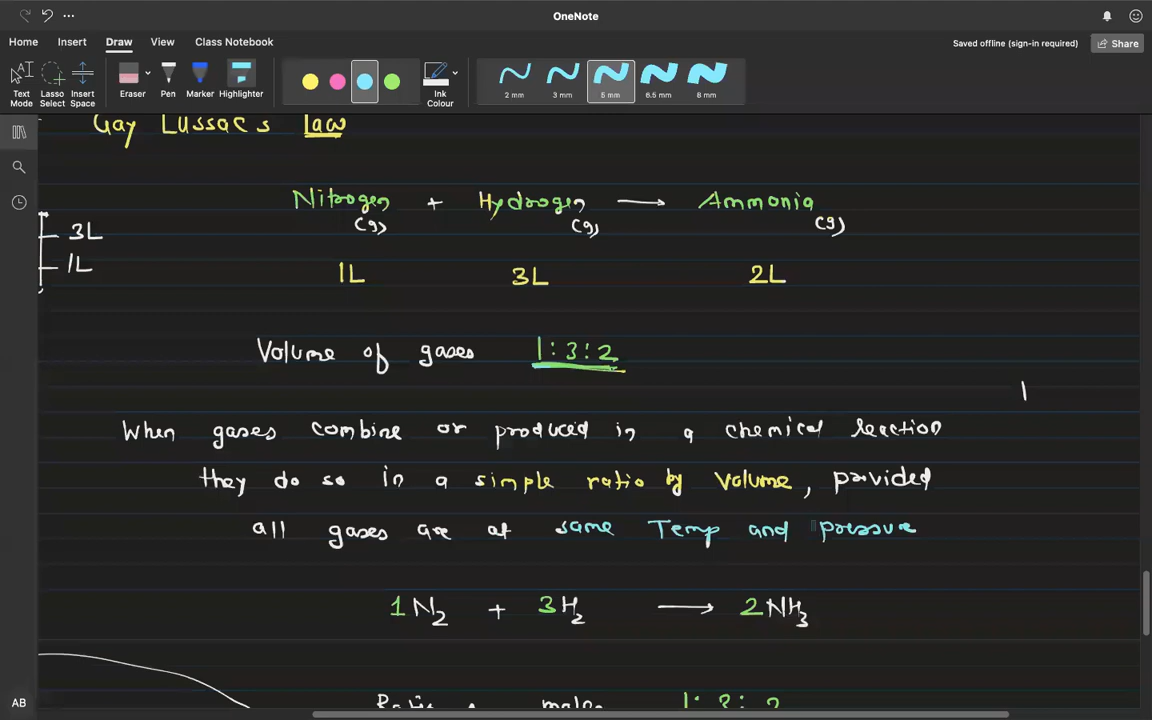 OneNote
Home Insert Draw View Class Notebook
Saved offline (sign-in required) Share
Text Mode Lasso Select Insert Space Eraser Pen Marker Highlighter Ink Colour 2 mm 3 mm 5 mm 6.5 mm 8 mm
Gay Lussac's Law
Nitrogen (g) + Hydrogen (g) → Ammonia (g)
3L
1L
1L 3L 2L
Volume of gases 1:3:2
1
When gases combine or produced in a chemical reaction
they do so in a simple ratio by volume, provided
all gases are at same Temp and pressure
1N₂ + 3H₂ → 2NH₃
AB
1:3:2